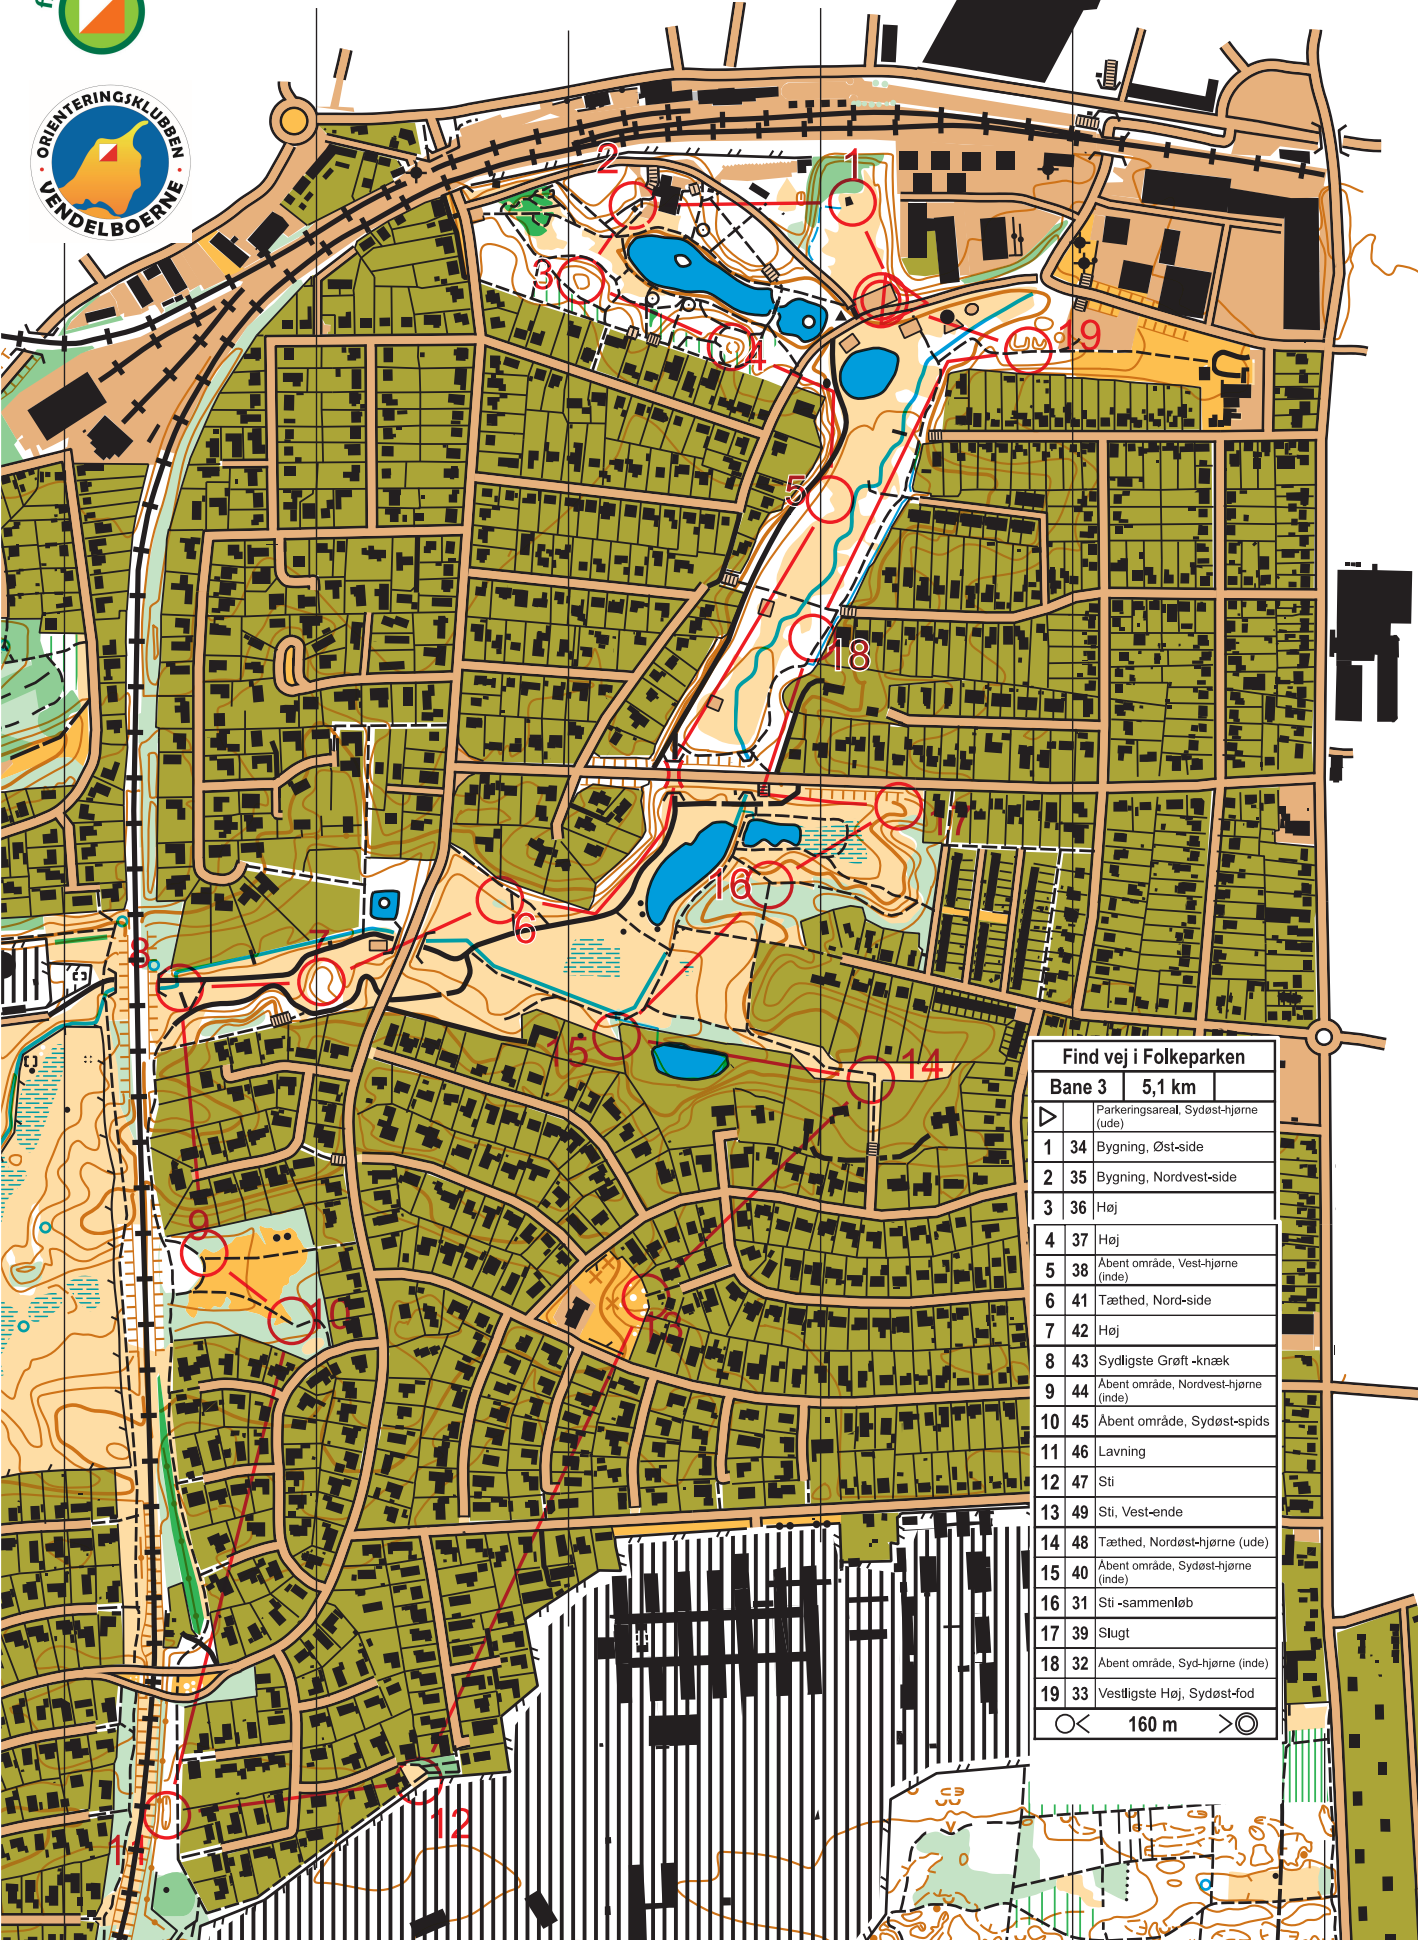 ORIENTERINGSKLUBBEN
VENDELBOERNE
1
2
3
4
5
6
7
8
9
10
11
12
13
14
15
16
17
18
19
Find vej i Folkeparken
Bane 3 5,1 km
Parkeringsareal, Sydøst-hjørne
(ude)
1 34 Bygning, Øst-side
2 35 Bygning, Nordvest-side
3 36 Høj
4 37 Høj
5 38 Åbent område, Vest-hjørne
(inde)
6 41 Tæthed, Nord-side
7 42 Høj
8 43 Sydligste Grøft -knæk
9 44 Åbent område, Nordvest-hjørne
(inde)
10 45 Åbent område, Sydøst-spids
11 46 Lavning
12 47 Sti
13 49 Sti, Vest-ende
14 48 Tæthed, Nordøst-hjørne (ude)
15 40 Åbent område, Sydøst-hjørne
(inde)
16 31 Sti -sammenløb
17 39 Slugt
18 32 Åbent område, Syd-hjørne (inde)
19 33 Vestligste Høj, Sydøst-fod
160 m